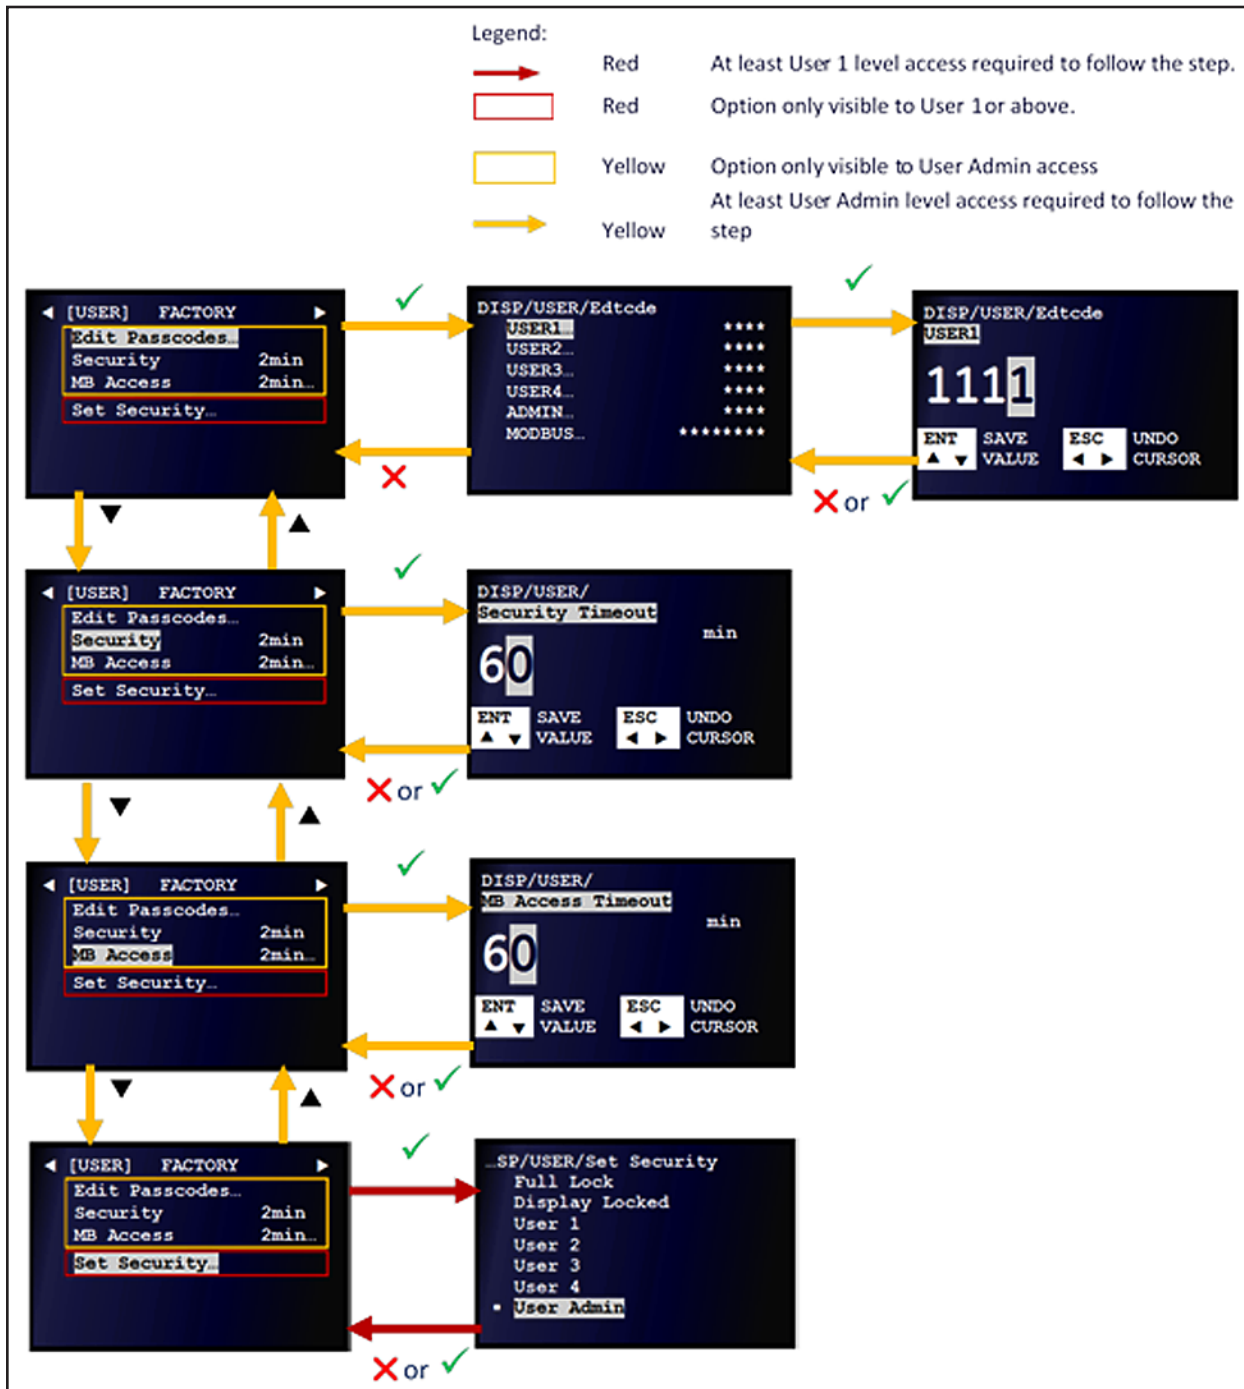 Legend:
Red At least User 1 level access required to follow the step.
Red Option only visible to User 1 or above.
Yellow Option only visible to User Admin access
At least User Admin level access required to follow the
Yellow step
◀ [USER] FACTORY ▶
Edit Passcodes…
Security 2min
MB Access 2min…
Set Security…
DISP/USER/Edtcde
USER1… ****
USER2… ****
USER3… ****
USER4… ****
ADMIN… ****
MODBUS… ********
DISP/USER/Edtcde
USER1
1111
ENT SAVE ESC UNDO
▲ ▼ VALUE ◀ ▶ CURSOR
✓
✓
✗
✗ or ✓
▼ ▲
◀ [USER] FACTORY ▶
Edit Passcodes…
Security 2min
MB Access 2min…
Set Security…
✓
DISP/USER/
Security Timeout
min
60
ENT SAVE ESC UNDO
▲ ▼ VALUE ◀ ▶ CURSOR
✗ or ✓
▼ ▲
◀ [USER] FACTORY ▶
Edit Passcodes…
Security 2min
MB Access 2min…
Set Security…
✓
DISP/USER/
MB Access Timeout
min
60
ENT SAVE ESC UNDO
▲ ▼ VALUE ◀ ▶ CURSOR
✗ or ✓
▼ ▲
◀ [USER] FACTORY ▶
Edit Passcodes…
Security 2min
MB Access 2min…
Set Security…
✓
…SP/USER/Set Security
Full Lock
Display Locked
User 1
User 2
User 3
User 4
▪ User Admin
✗ or ✓